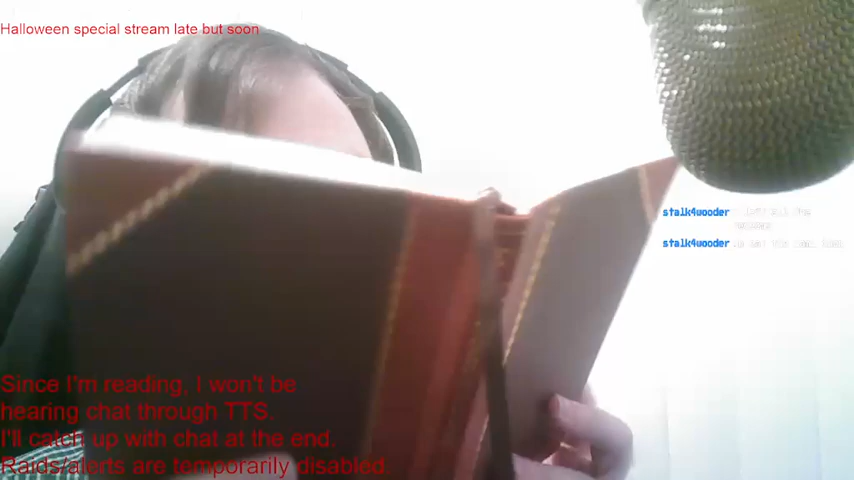 Halloween special stream late but soon
stalk4wooder
stalk4wooder
Since I'm reading, I won't be
hearing chat through TTS.
I'll catch up with chat at the end.
Raids/alerts are temporarily disabled.